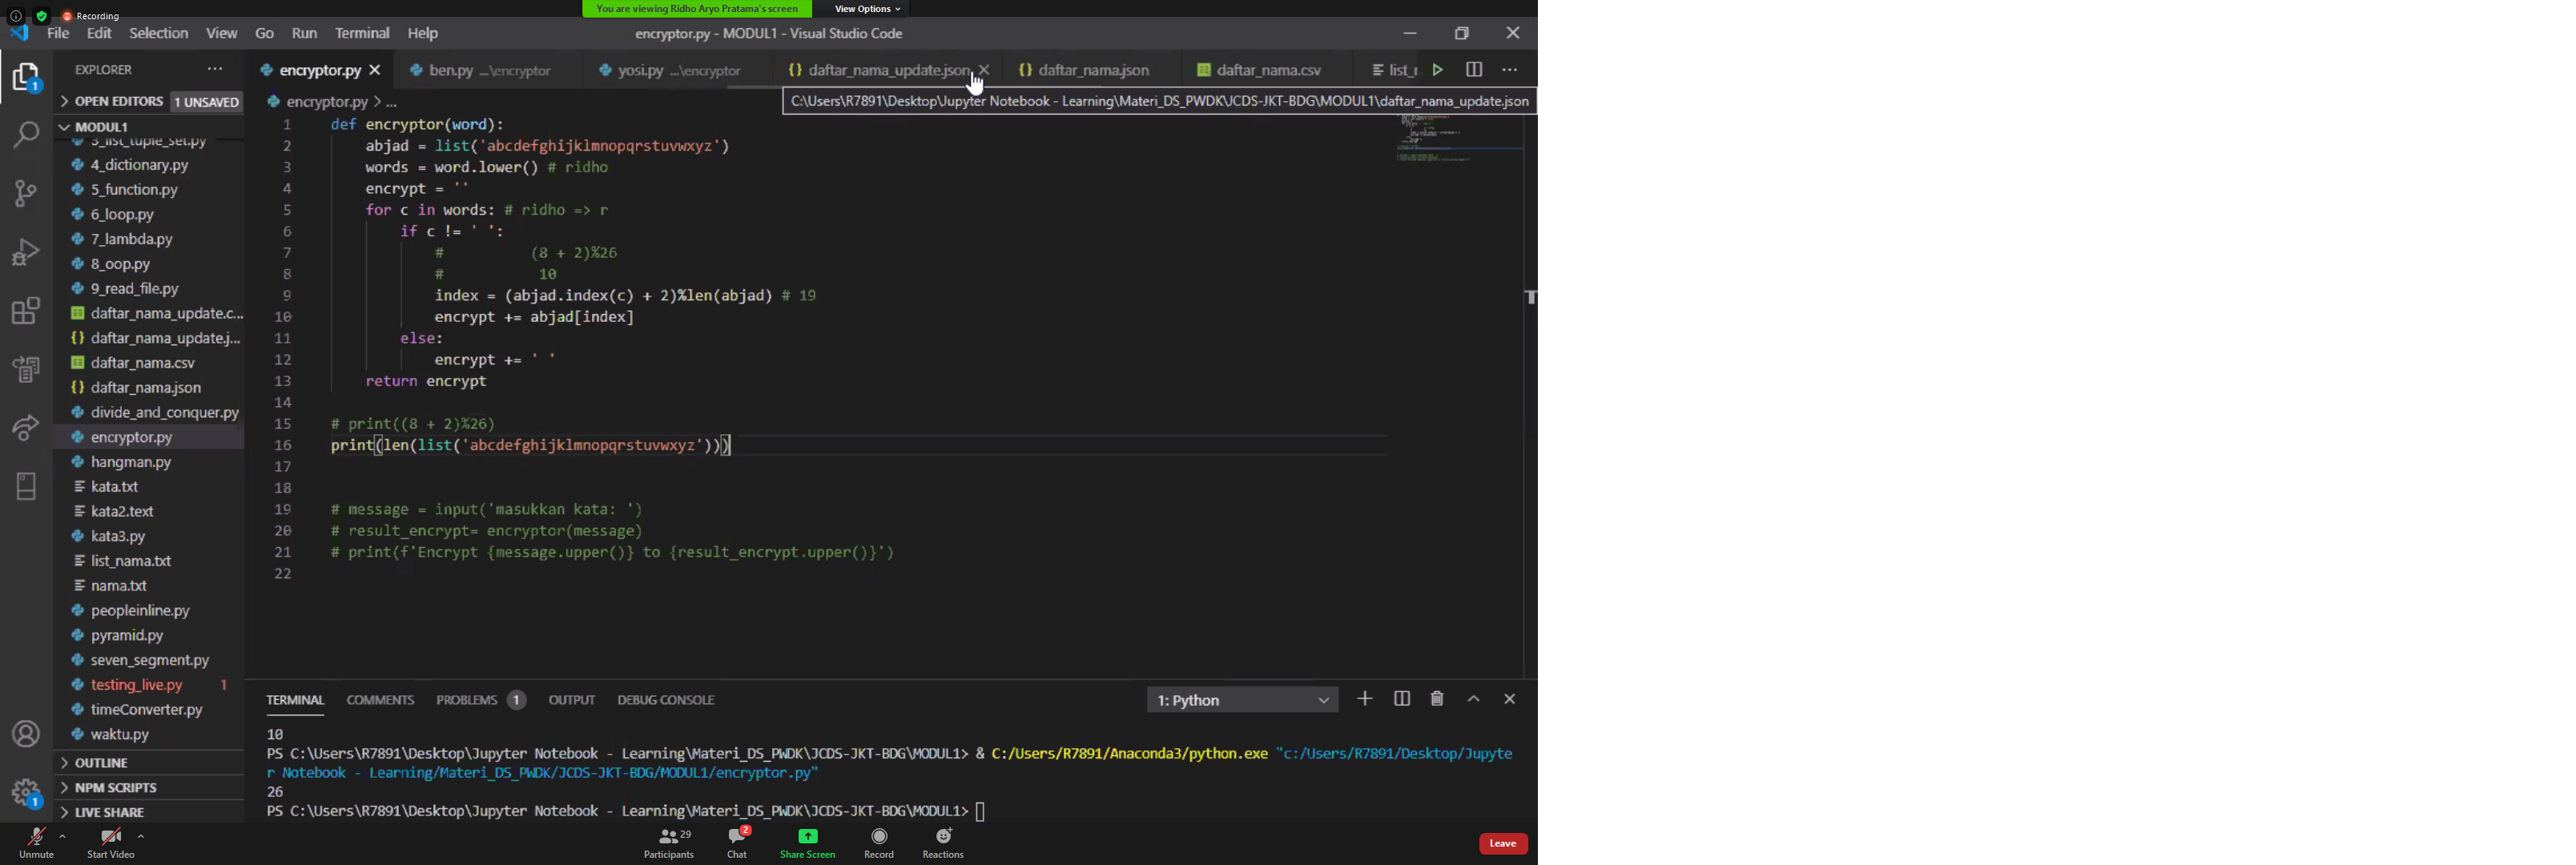 Recording
You are viewing Ridho Aryo Pratama's screen
View Options
File Edit Selection View Go Run Terminal Help
encryptor.py - MODUL1 - Visual Studio Code
EXPLORER
OPEN EDITORS 1 UNSAVED
MODUL1
3_list_tuple_set.py
4_dictionary.py
5_function.py
6_loop.py
7_lambda.py
8_oop.py
9_read_file.py
daftar_nama_update.c...
daftar_nama_update.j...
daftar_nama.csv
daftar_nama.json
divide_and_conquer.py
encryptor.py
hangman.py
kata.txt
kata2.text
kata3.py
list_nama.txt
nama.txt
peopleinline.py
pyramid.py
seven_segment.py
testing_live.py 1
timeConverter.py
waktu.py
OUTLINE
NPM SCRIPTS
LIVE SHARE
1
1
encryptor.py ben.py ...\encryptor yosi.py ...\encryptor daftar_nama_update.json daftar_nama.json daftar_nama.csv
encryptor.py > ...
C:\Users\R7891\Desktop\Jupyter Notebook - Learning\Materi_DS_PWDK\JCDS-JKT-BDG\MODUL1\daftar_nama_update.json
1 def encryptor(word):
2 abjad = list('abcdefghijklmnopqrstuvwxyz')
3 words = word.lower() # ridho
4 encrypt = ''
5 for c in words: # ridho => r
6 if c != ' ':
7 # (8 + 2)%26
8 # 10
9 index = (abjad.index(c) + 2)%len(abjad) # 19
10 encrypt += abjad[index]
11 else:
12 encrypt += ' '
13 return encrypt
14
15 # print((8 + 2)%26)
16 print(len(list('abcdefghijklmnopqrstuvwxyz')))
17
18
19 # message = input('masukkan kata: ')
20 # result_encrypt= encryptor(message)
21 # print(f'Encrypt {message.upper()} to {result_encrypt.upper()}')
22
TERMINAL COMMENTS PROBLEMS 1 OUTPUT DEBUG CONSOLE
1: Python
10
PS C:\Users\R7891\Desktop\Jupyter Notebook - Learning\Materi_DS_PWDK\JCDS-JKT-BDG\MODUL1> & C:/Users/R7891/Anaconda3/python.exe "c:/Users/R7891/Desktop/Jupyte
r Notebook - Learning/Materi_DS_PWDK/JCDS-JKT-BDG/MODUL1/encryptor.py"
26
PS C:\Users\R7891\Desktop\Jupyter Notebook - Learning\Materi_DS_PWDK\JCDS-JKT-BDG\MODUL1>
Unmute Start Video Participants 29 Chat 2 Share Screen Record Reactions Leave